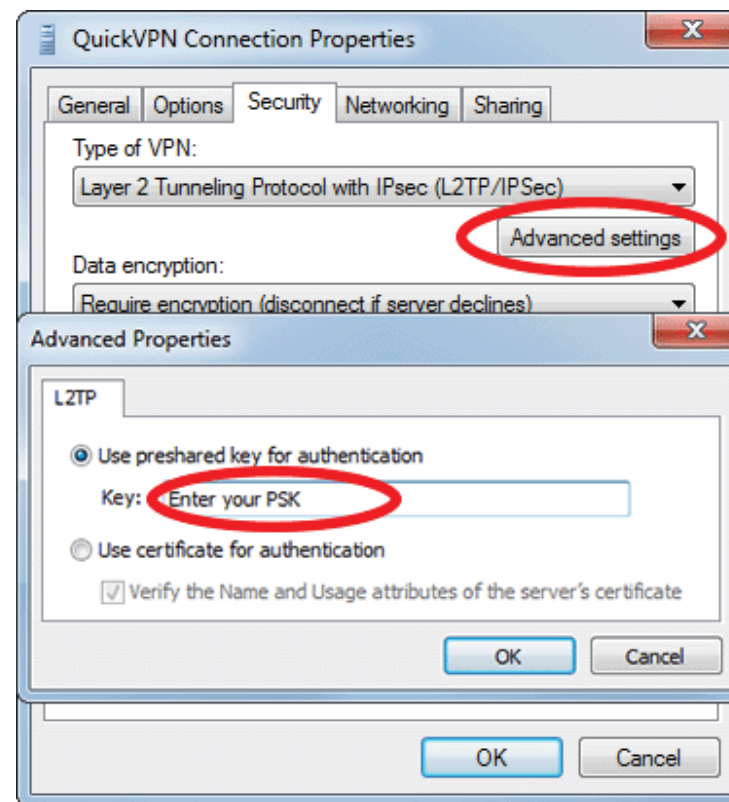 QuickVPN Connection Properties
General Options Security Networking Sharing
Type of VPN:
Layer 2 Tunneling Protocol with IPsec (L2TP/IPSec)
Advanced settings
Data encryption:
Require encryption (disconnect if server declines)
Advanced Properties
L2TP
Use preshared key for authentication
Key: Enter your PSK
Use certificate for authentication
Verify the Name and Usage attributes of the server's certificate
OK Cancel
OK Cancel